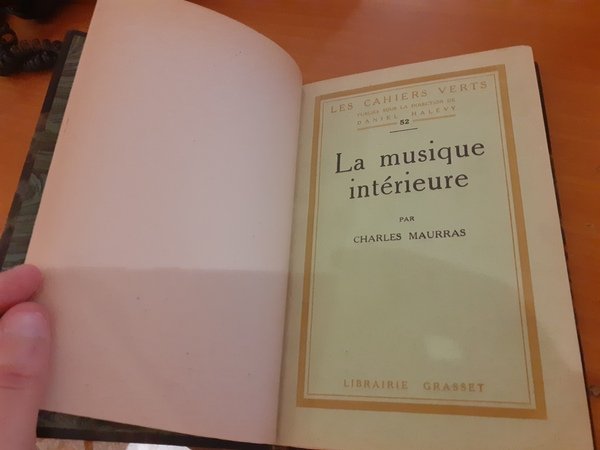 LES CAHIERS VERTS
PUBLIÉS SOUS LA DIRECTION DE
DANIEL HALÉVY
52
La musique
intérieure
PAR
CHARLES MAURRAS
LIBRAIRIE GRASSET